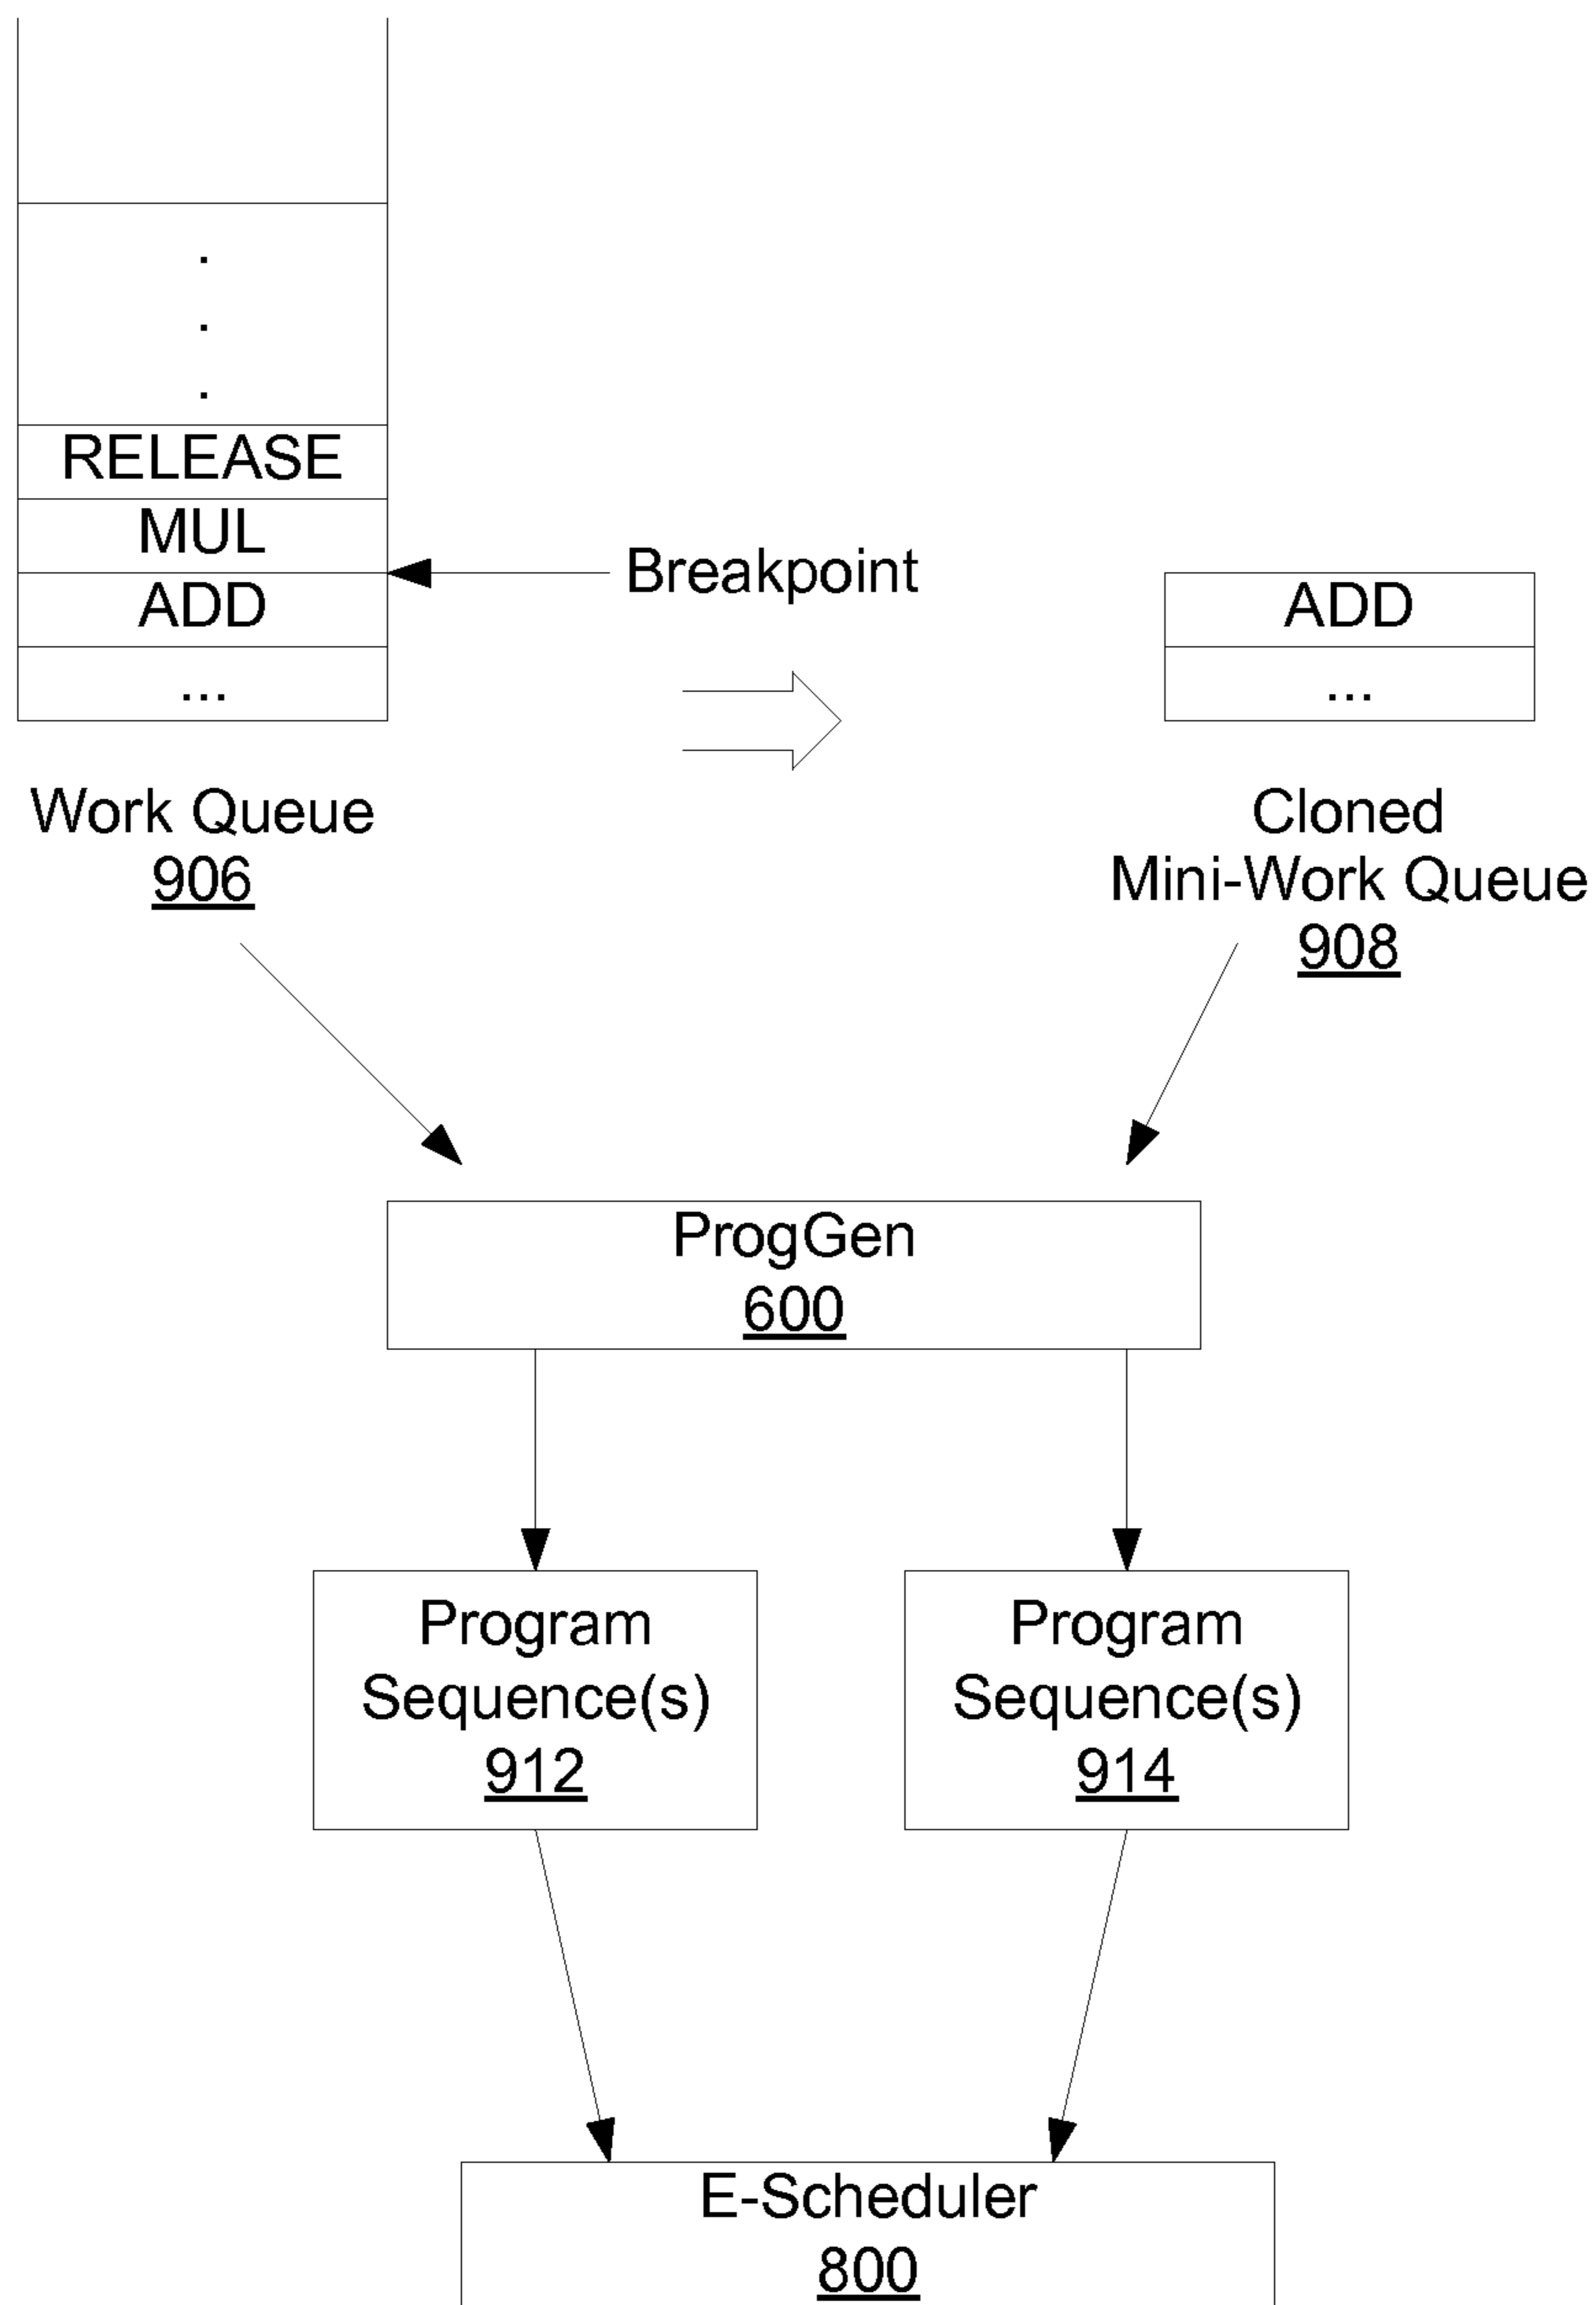 .
.
.
RELEASE
MUL
ADD
...
Breakpoint
ADD
...
Work Queue
906
Cloned
Mini-Work Queue
908
ProgGen
600
Program
Sequence(s)
912
Program
Sequence(s)
914
E-Scheduler
800